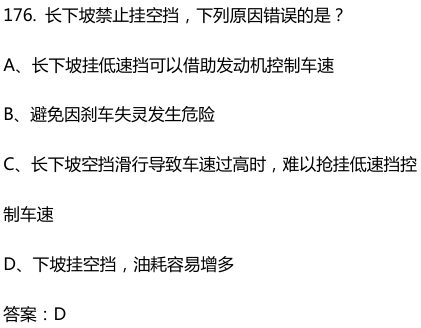 176. 长下坡禁止挂空挡，下列原因错误的是？
A、长下坡挂低速挡可以借助发动机控制车速
B、避免因刹车失灵发生危险
C、长下坡空挡滑行导致车速过高时，难以抢挂低速挡控
制车速
D、下坡挂空挡，油耗容易增多
答案：D